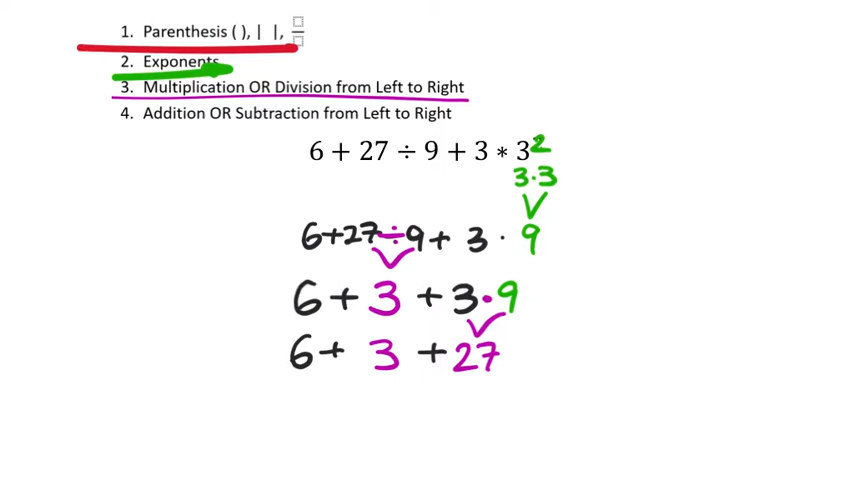 1. Parenthesis ( ), | |, □/□
2. Exponents
3. Multiplication OR Division from Left to Right
4. Addition OR Subtraction from Left to Right
6 + 27 ÷ 9 + 3 ∗ 3²
3·3
6+27÷9+ 3 · 9
6 + 3 + 3·9
6+ 3 +27